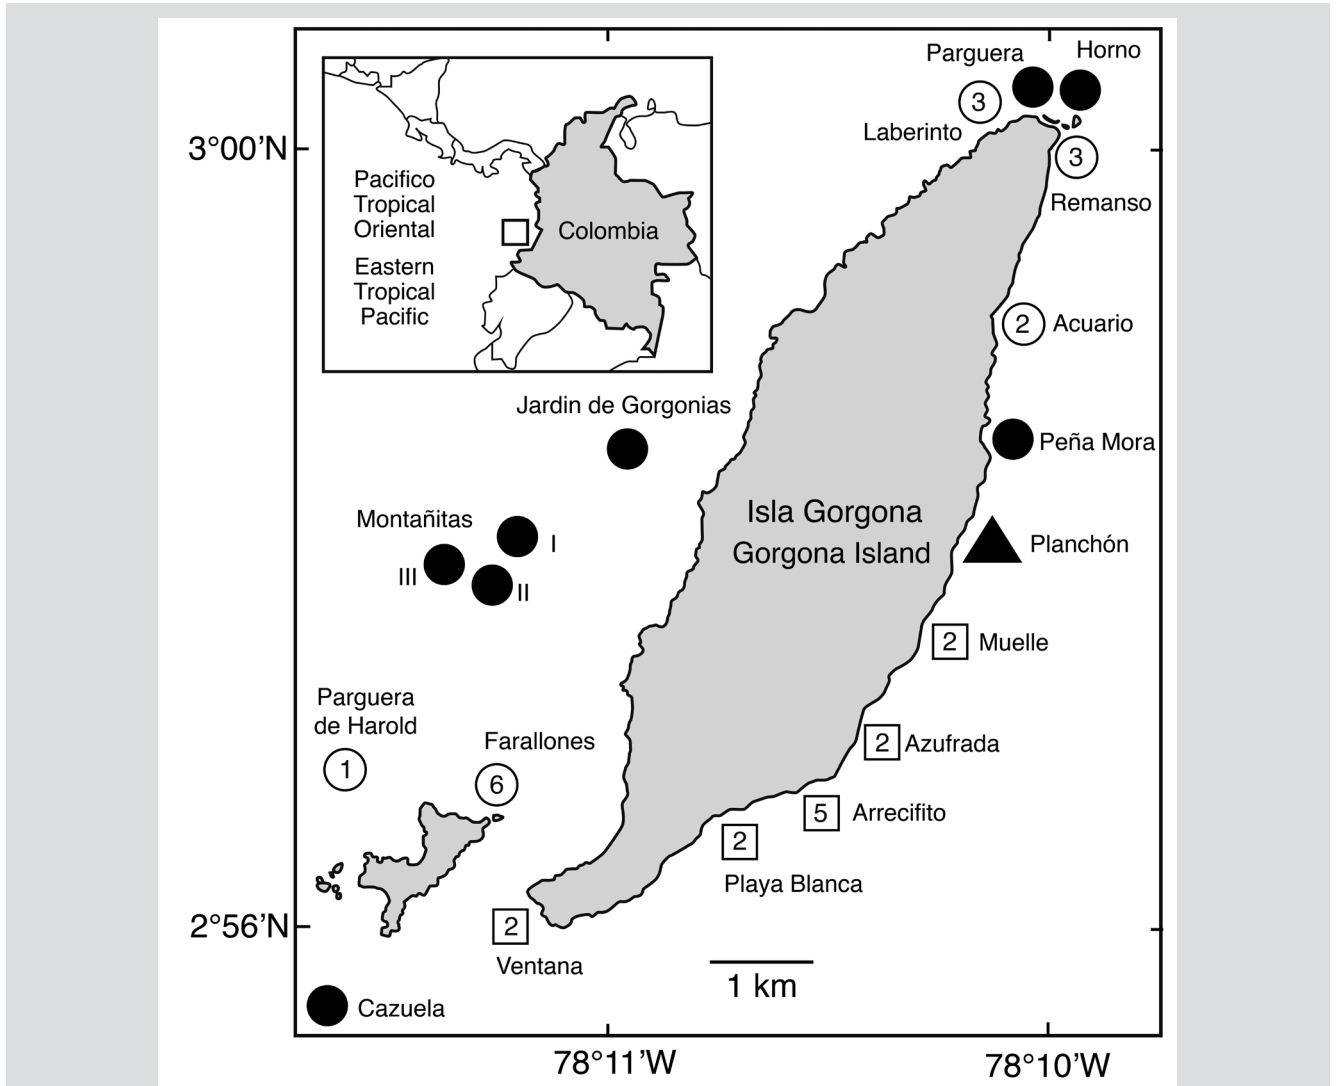 Parguera
Horno
3
Laberinto
3°00'N
3
Remanso
Pacifico
Tropical
Oriental
Eastern
Tropical
Pacific
Colombia
2
Acuario
Jardin de Gorgonias
Peña Mora
Isla Gorgona
Gorgona Island
Montañitas
I
III
II
Planchón
2
Muelle
Parguera
de Harold
1
Farallones
6
2
Azufrada
5
Arrecifito
2
Playa Blanca
2°56'N
2
Ventana
1 km
Cazuela
78°11'W
78°10'W